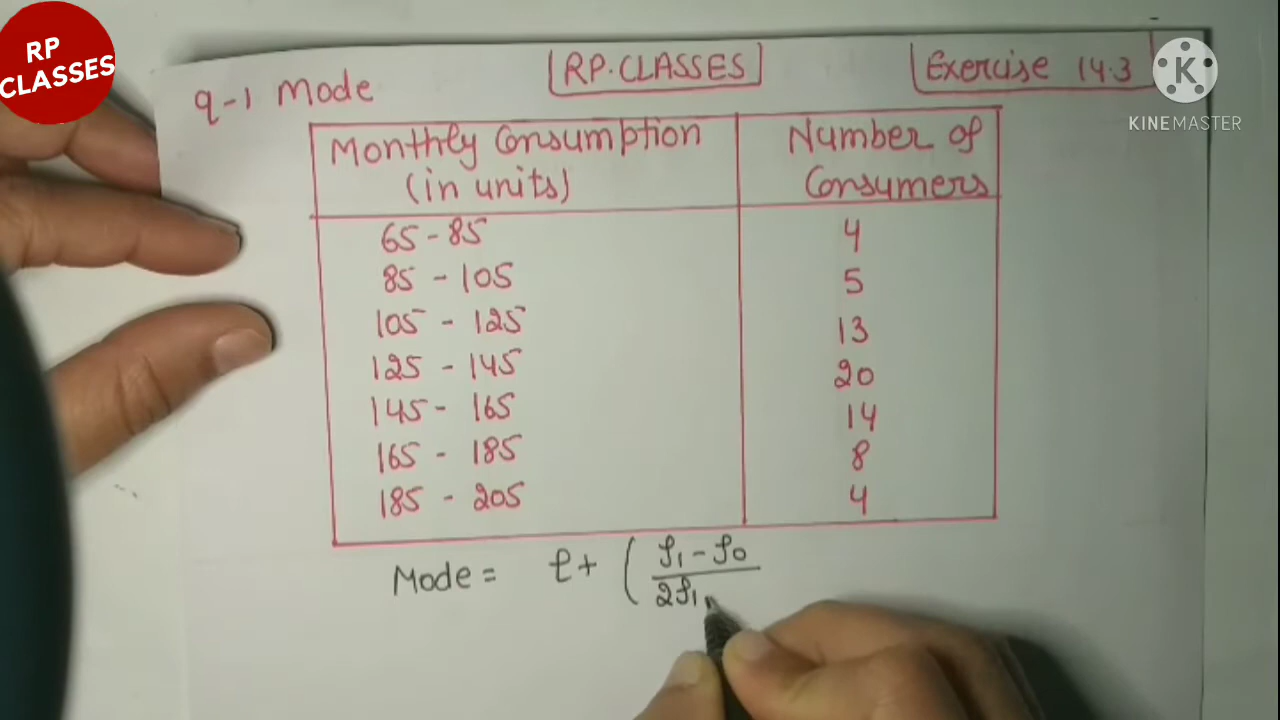 RP
CLASSES
q-1 Mode
RP.CLASSES
Exercise 14.3
K
KINEMASTER
Monthly Consumption
(in units)
Number of
Consumers
65-85 4
85 - 105 5
105 - 125 13
125 - 145 20
145 - 165 14
165 - 185 8
185 - 205 4
Mode = l + ( f₁ - f₀
2f₁